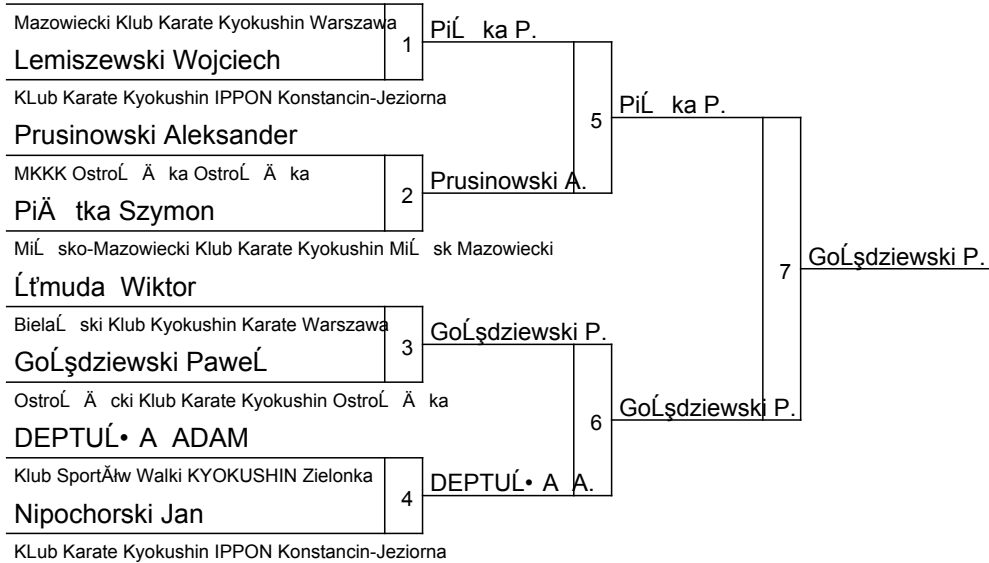 Mazowiecki Klub Karate Kyokushin Warszawa
1
PiĹ ka P.
Lemiszewski Wojciech
KLub Karate Kyokushin IPPON Konstancin-Jeziorna
5
PiĹ ka P.
Prusinowski Aleksander
MKKK OstroĹ Ä ka OstroĹ Ä ka
2
Prusinowski A.
PiÄ tka Szymon
MiĹ sko-Mazowiecki Klub Karate Kyokushin MiĹ sk Mazowiecki
7
GoĹşdziewski P.
Ĺťmuda Wiktor
BielaĹ ski Klub Kyokushin Karate Warszawa
3
GoĹşdziewski P.
GoĹşdziewski PaweĹ
OstroĹ Ä cki Klub Karate Kyokushin OstroĹ Ä ka
6
GoĹşdziewski P.
DEPTUĹ• A ADAM
Klub SportĂłw Walki KYOKUSHIN Zielonka
4
DEPTUĹ• A A.
Nipochorski Jan
KLub Karate Kyokushin IPPON Konstancin-Jeziorna